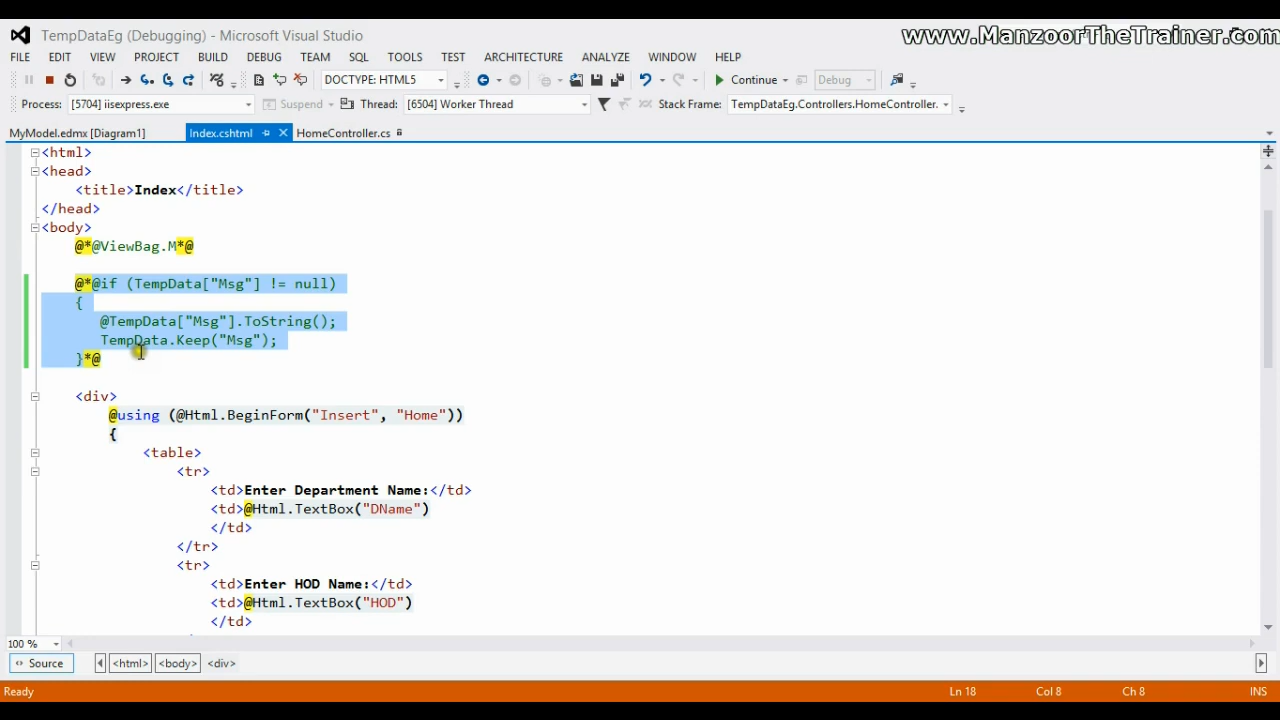 www.ManzoorTheTrainer.com
TempDataEg (Debugging) - Microsoft Visual Studio
FILE EDIT VIEW PROJECT BUILD DEBUG TEAM SQL TOOLS TEST ARCHITECTURE ANALYZE WINDOW HELP
DOCTYPE: HTML5 Continue Debug
Process: [5704] iisexpress.exe Suspend Thread: [6504] Worker Thread Stack Frame: TempDataEg.Controllers.HomeController.
MyModel.edmx [Diagram1] Index.cshtml HomeController.cs
<html>
<head>
<title>Index</title>
</head>
<body>
@*@ViewBag.M*@
@*@if (TempData["Msg"] != null)
{
@TempData["Msg"].ToString();
TempData.Keep("Msg");
}*@
<div>
@using (@Html.BeginForm("Insert", "Home"))
{
<table>
<tr>
<td>Enter Department Name:</td>
<td>@Html.TextBox("DName")
</td>
</tr>
<tr>
<td>Enter HOD Name:</td>
<td>@Html.TextBox("HOD")
</td>
100 %
Source <html> <body> <div>
Ready Ln 18 Col 8 Ch 8 INS